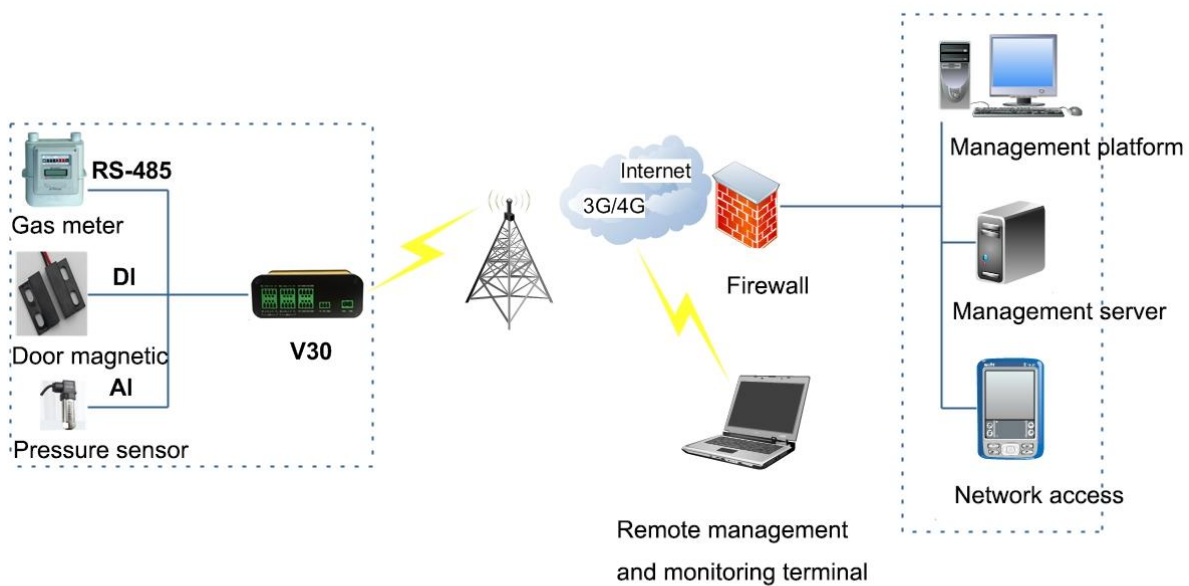 RS-485
Gas meter
DI
Door magnetic
AI
Pressure sensor
V30
Internet
3G/4G
Firewall
Remote management
and monitoring terminal
Management platform
Management server
Network access